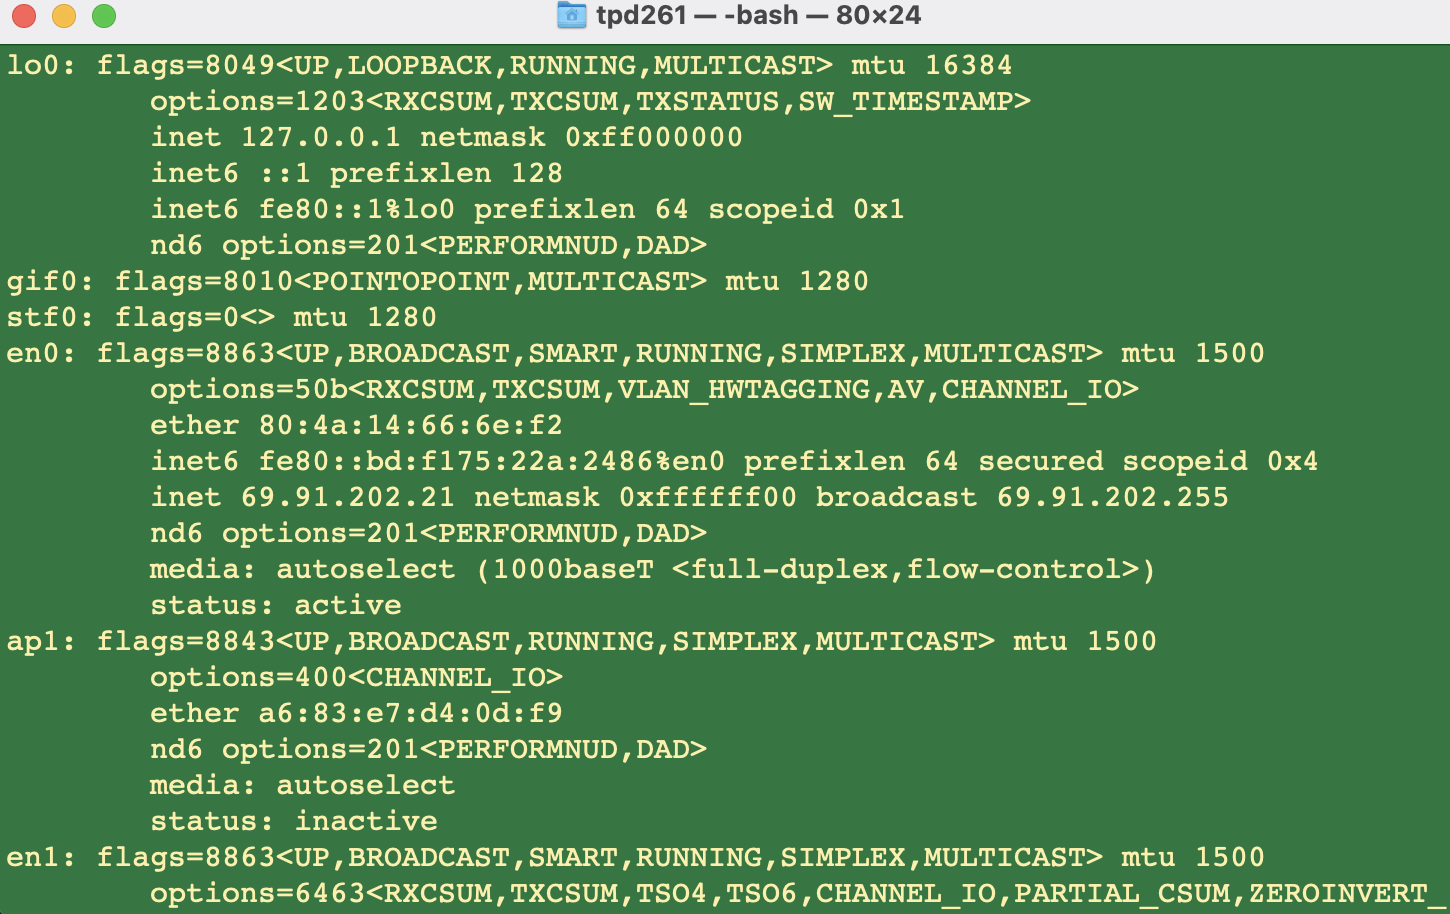 tpd261 — -bash — 80×24
lo0: flags=8049<UP,LOOPBACK,RUNNING,MULTICAST> mtu 16384
options=1203<RXCSUM,TXCSUM,TXSTATUS,SW_TIMESTAMP>
inet 127.0.0.1 netmask 0xff000000
inet6 ::1 prefixlen 128
inet6 fe80::1%lo0 prefixlen 64 scopeid 0x1
nd6 options=201<PERFORMNUD,DAD>
gif0: flags=8010<POINTOPOINT,MULTICAST> mtu 1280
stf0: flags=0<> mtu 1280
en0: flags=8863<UP,BROADCAST,SMART,RUNNING,SIMPLEX,MULTICAST> mtu 1500
options=50b<RXCSUM,TXCSUM,VLAN_HWTAGGING,AV,CHANNEL_IO>
ether 80:4a:14:66:6e:f2
inet6 fe80::bd:f175:22a:2486%en0 prefixlen 64 secured scopeid 0x4
inet 69.91.202.21 netmask 0xffffff00 broadcast 69.91.202.255
nd6 options=201<PERFORMNUD,DAD>
media: autoselect (1000baseT <full-duplex,flow-control>)
status: active
ap1: flags=8843<UP,BROADCAST,RUNNING,SIMPLEX,MULTICAST> mtu 1500
options=400<CHANNEL_IO>
ether a6:83:e7:d4:0d:f9
nd6 options=201<PERFORMNUD,DAD>
media: autoselect
status: inactive
en1: flags=8863<UP,BROADCAST,SMART,RUNNING,SIMPLEX,MULTICAST> mtu 1500
options=6463<RXCSUM,TXCSUM,TSO4,TSO6,CHANNEL_IO,PARTIAL_CSUM,ZEROINVERT_